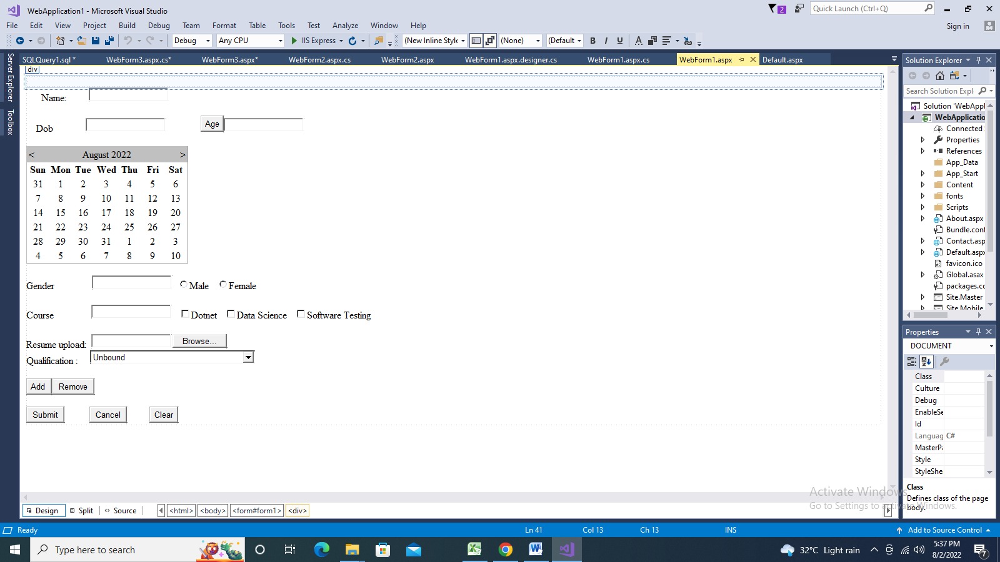 WebApplication1 - Microsoft Visual Studio
2
Quick Launch (Ctrl+Q)
File Edit View Project Build Debug Team Format Table Tools Test Analyze Window Help
Sign in
Debug Any CPU IIS Express (New Inline Style (None) (Default B I U A
Server Explorer
Toolbox
SQLQuery1.sql * WebForm3.aspx.cs* WebForm3.aspx* WebForm2.aspx.cs WebForm2.aspx WebForm1.aspx.designer.cs WebForm1.aspx.cs WebForm1.aspx Default.aspx
div
Name:
Dob Age
< August 2022 >
Sun Mon Tue Wed Thu Fri Sat
31 1 2 3 4 5 6
7 8 9 10 11 12 13
14 15 16 17 18 19 20
21 22 23 24 25 26 27
28 29 30 31 1 2 3
4 5 6 7 8 9 10
Gender Male Female
Course Dotnet Data Science Software Testing
Resume upload: Browse...
Qualification : Unbound
Add Remove
Submit Cancel Clear
Design Split Source <html> <body> <form#form1> <div>
Solution Explorer
Search Solution Expl
Solution 'WebAppl
WebApplicatio
Connected
Properties
References
App_Data
App_Start
Content
fonts
Scripts
About.aspx
Bundle.conf
Contact.asp
Default.aspx
favicon.ico
Global.asax
packages.co
Site.Master
Site.Mobile
Properties
DOCUMENT
Class
Culture
Debug
EnableSe
Id
Languag C#
MasterPa
Style
StyleShe
Class
Defines class of the page
body.
Activate Windows
Go to Settings to activate Windows.
Ready Ln 41 Col 13 Ch 13 INS Add to Source Control
Type here to search
32°C Light rain
5:37 PM
8/2/2022
7